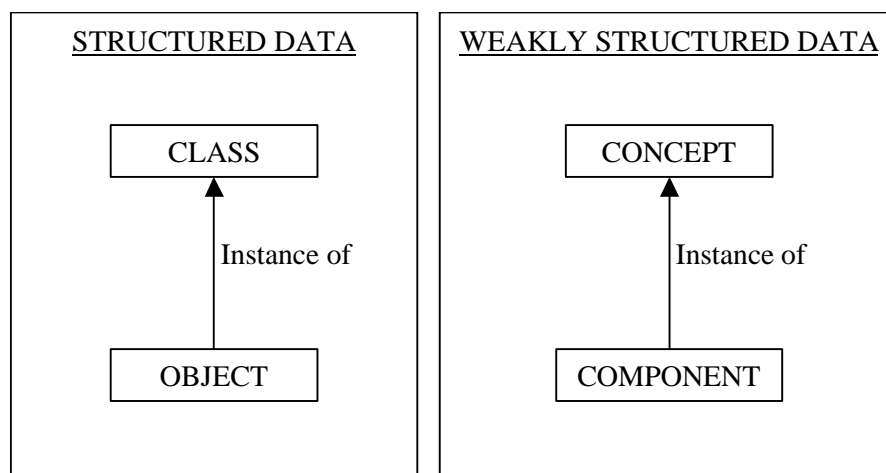 STRUCTURED DATA
CLASS
Instance of
OBJECT
WEAKLY STRUCTURED DATA
CONCEPT
Instance of
COMPONENT